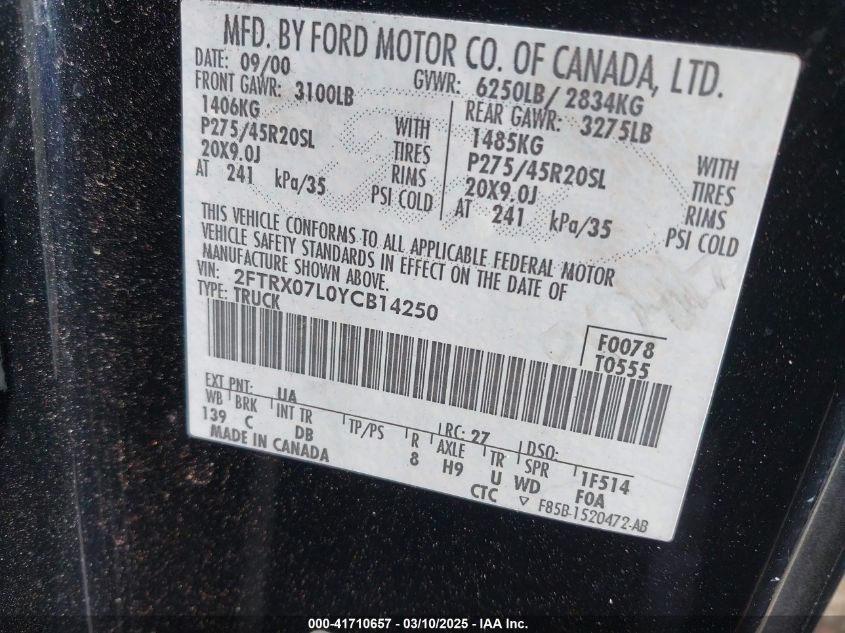 MFD. BY FORD MOTOR CO. OF CANADA, LTD.
DATE: 09/00 GVWR: 6250LB/ 2834KG
FRONT GAWR: 3100LB REAR GAWR: 3275LB
1406KG WITH 1485KG WITH
P275/45R20SL TIRES P275/45R20SL TIRES
20X9.0J RIMS 20X9.0J RIMS
AT 241 kPa/35 PSI COLD AT 241 kPa/35 PSI COLD
THIS VEHICLE CONFORMS TO ALL APPLICABLE FEDERAL MOTOR
VEHICLE SAFETY STANDARDS IN EFFECT ON THE DATE OF
MANUFACTURE SHOWN ABOVE.
VIN: 2FTRX07L0YCB14250
TYPE: TRUCK
F0078
T0555
EXT PNT: UA LRC: 27 DSO:
WB BRK INT TR TP/PS R AXLE TR SPR 1F514
139 C DB 8 H9 U WD FOA
MADE IN CANADA CTC ▽ F85B-1520472-AB
000-41710657 - 03/10/2025 - IAA Inc.